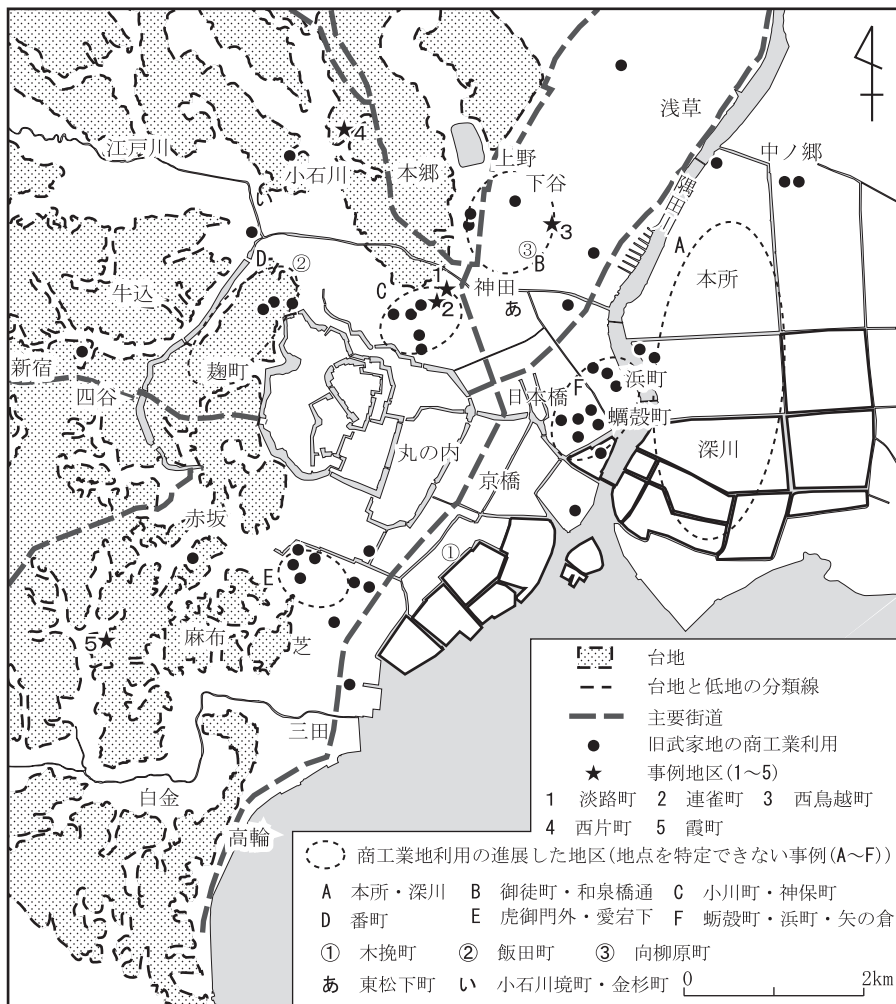 浅草
中ノ郷
江戸川
上野
4
小石川
本郷
下谷
隅田川
3
③
A
D
②
B
本所
牛込
C
1
神田
2
あ
新宿
麹町
F
浜町
四谷
日本橋
蠣殻町
丸の内
深川
京橋
赤坂
①
E
麻布
芝
5
三田
白金
高輪
台地
台地と低地の分類線
主要街道
旧武家地の商工業利用
事例地区(1〜5)
1 淡路町 2 連雀町 3 西鳥越町
4 西片町 5 霞町
商工業地利用の進展した地区(地点を特定できない事例(A〜F))
A 本所・深川 B 御徒町・和泉橋通 C 小川町・神保町
D 番町 E 虎御門外・愛宕下 F 蛎殻町・浜町・矢の倉
① 木挽町 ② 飯田町 ③ 向柳原町
あ 東松下町 い 小石川境町・金杉町
0 2km